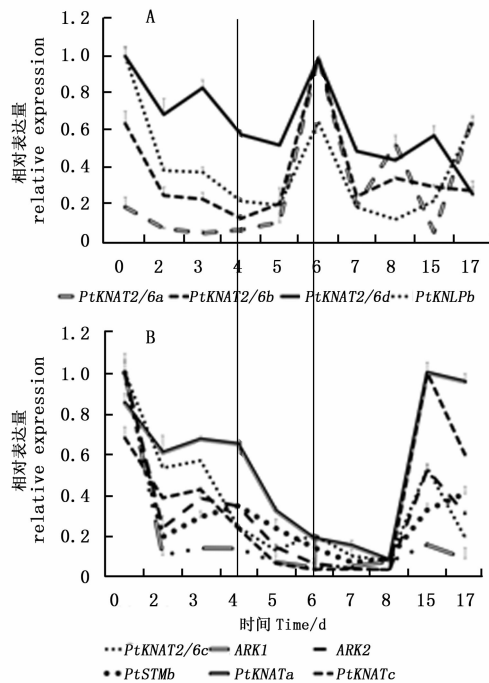 A
1.2
1.0
0.8
0.6
0.4
0.2
0
相对表达量
relative expression
0 2 3 4 5 6 7 8 15 17
PtKNAT2/6a PtKNAT2/6b PtKNAT2/6d PtKNLPb
B
1.2
1.0
0.8
0.6
0.4
0.2
0
相对表达量
relative expression
0 2 3 4 5 6 7 8 15 17
时间 Time/d
PtKNAT2/6c ARK1 ARK2
PtSTMb PtKNATa PtKNATc